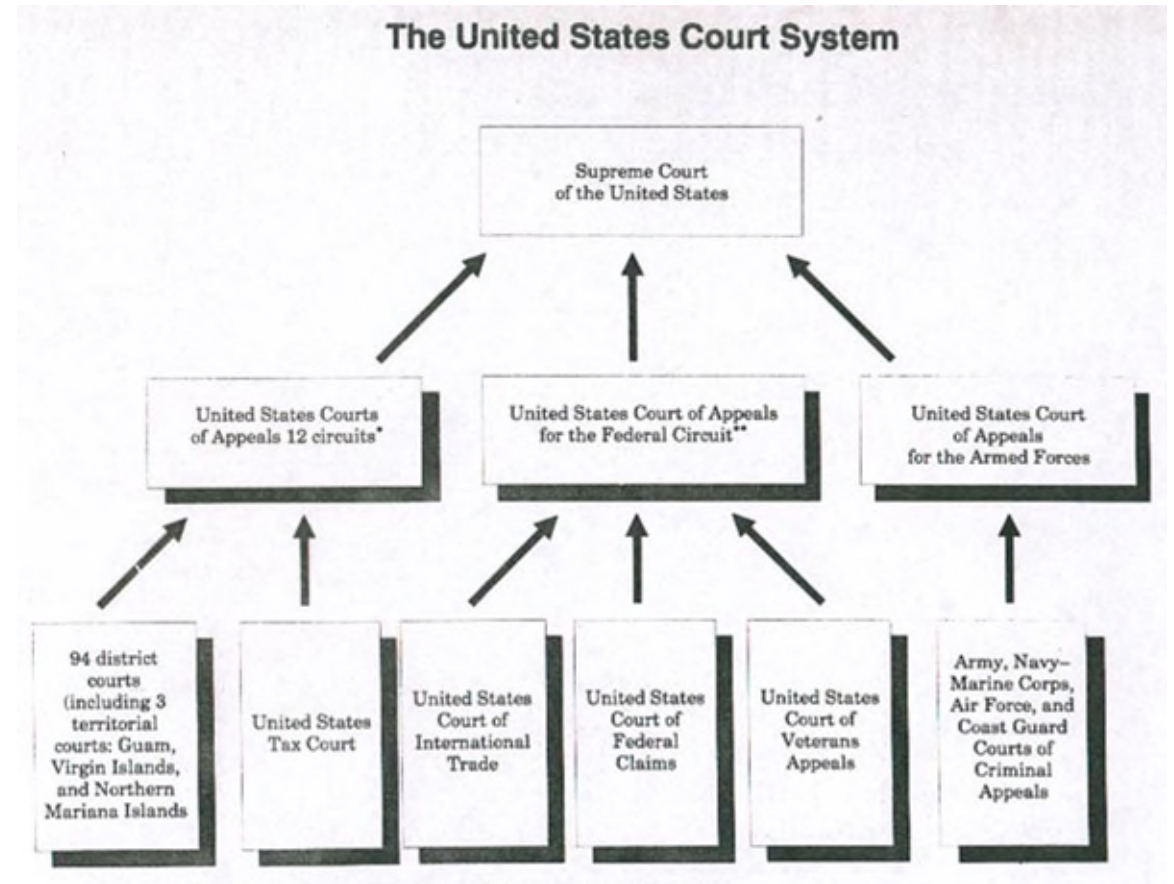 The United States Court System
Supreme Court
of the United States
United States Courts
of Appeals 12 circuits*
United States Court of Appeals
for the Federal Circuit**
United States Court
of Appeals
for the Armed Forces
94 district
courts
(including 3
territorial
courts: Guam,
Virgin Islands,
and Northern
Mariana Islands
United States
Tax Court
United States
Court of
International
Trade
United States
Court of
Federal
Claims
United States
Court of
Veterans
Appeals
Army, Navy–
Marine Corps,
Air Force, and
Coast Guard
Courts of
Criminal
Appeals